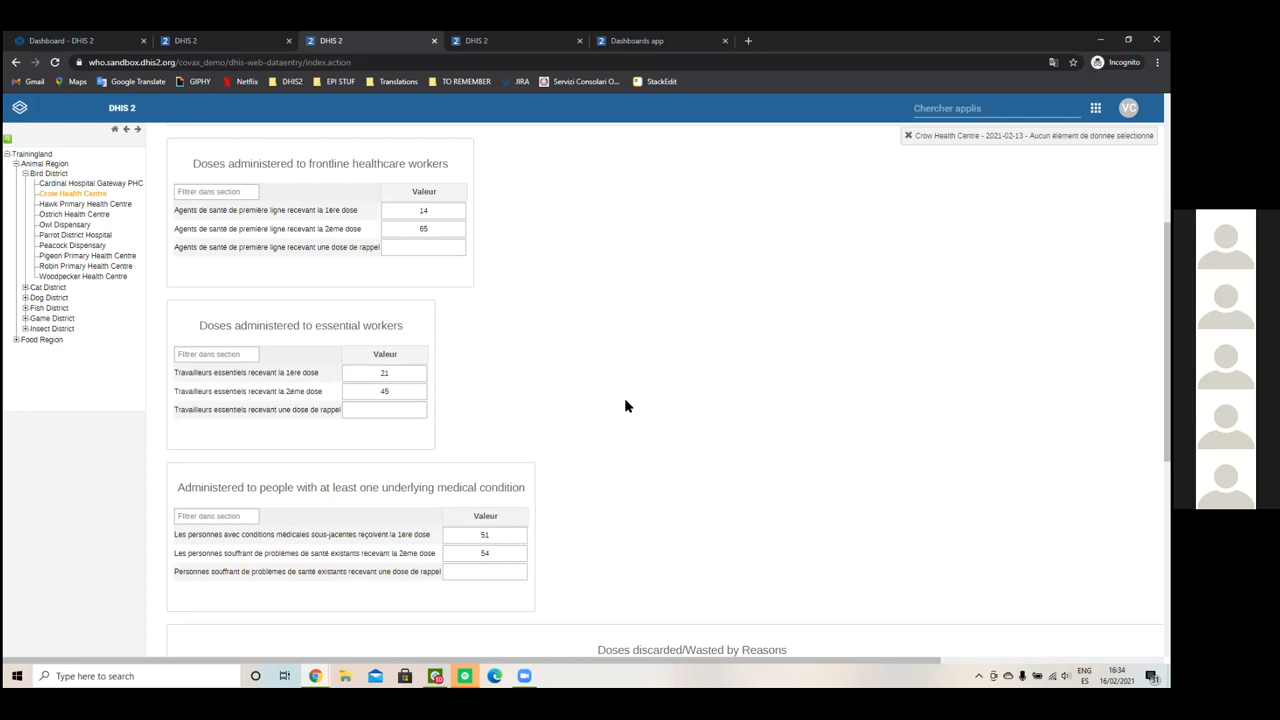 Dashboard - DHIS 2
DHIS 2
DHIS 2
DHIS 2
Dashboards app
who.sandbox.dhis2.org/covax_demo/dhis-web-dataentry/index.action
Incognito
Gmail
Maps
Google Translate
GIPHY
Netflix
DHIS2
EPI STUF
Translations
TO REMEMBER
JIRA
Servizi Consolari O...
StackEdit
DHIS 2
Chercher applis
VC
Crow Health Centre - 2021-02-13 - Aucun élément de donnée sélectionné
Trainingland
Animal Region
Bird District
Cardinal Hospital Gateway PHC
Crow Health Centre
Hawk Primary Health Centre
Ostrich Health Centre
Owl Dispensary
Parrot District Hospital
Peacock Dispensary
Pigeon Primary Health Centre
Robin Primary Health Centre
Woodpecker Health Centre
Cat District
Dog District
Fish District
Game District
Insect District
Food Region
Doses administered to frontline healthcare workers
Filtrer dans section
Valeur
Agents de santé de première ligne recevant la 1ère dose
14
Agents de santé de première ligne recevant la 2ème dose
65
Agents de santé de première ligne recevant une dose de rappel
Doses administered to essential workers
Filtrer dans section
Valeur
Travailleurs essentiels recevant la 1ère dose
21
Travailleurs essentiels recevant la 2ème dose
45
Travailleurs essentiels recevant une dose de rappel
Administered to people with at least one underlying medical condition
Filtrer dans section
Valeur
Les personnes avec conditions médicales sous-jacentes reçoivent la 1ère dose
51
Les personnes souffrant de problèmes de santé existants recevant la 2ème dose
54
Personnes souffrant de problèmes de santé existants recevant une dose de rappel
Doses discarded/Wasted by Reasons
Type here to search
ENG
ES
16:34
16/02/2021